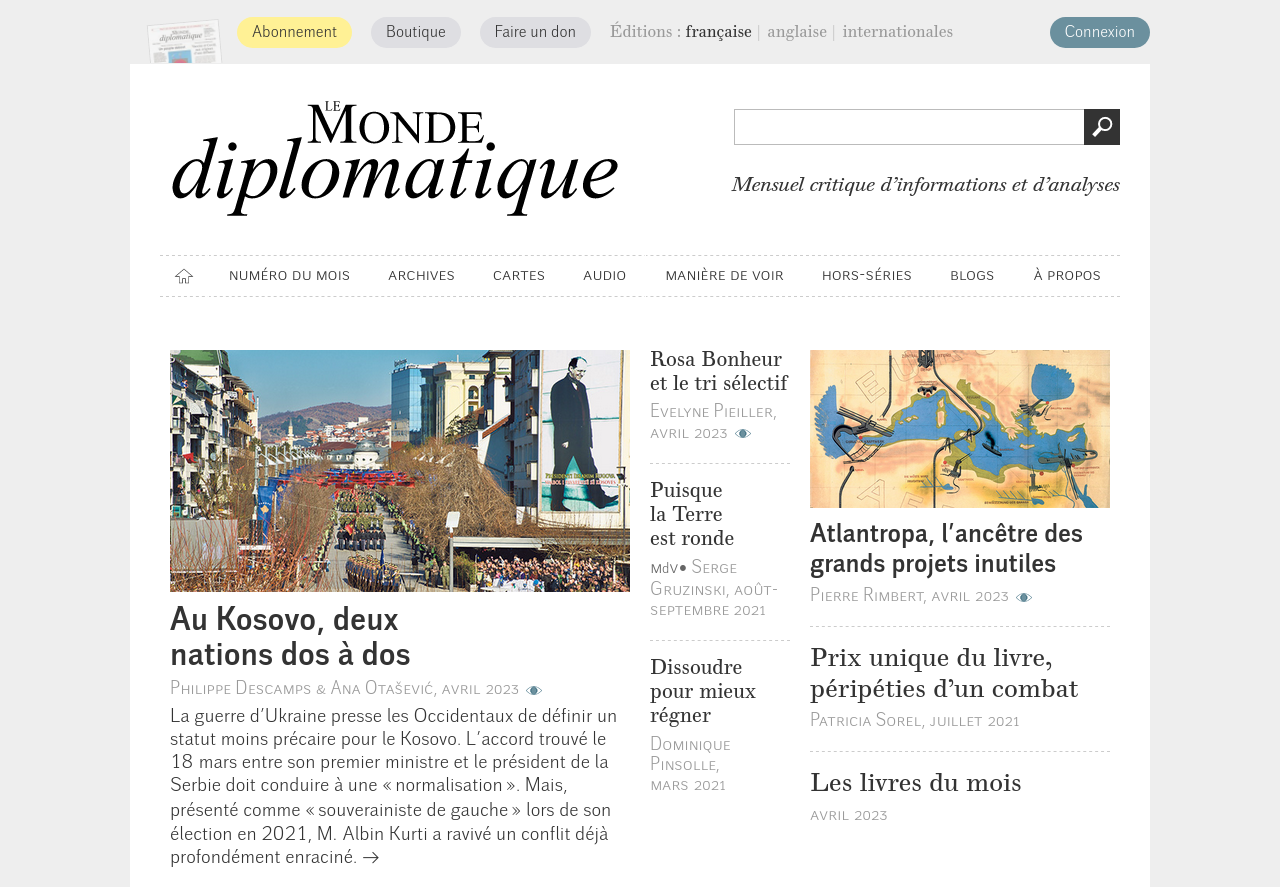 Abonnement
Boutique
Faire un don
Éditions : française | anglaise | internationales
Connexion
LE MONDE
diplomatique
Mensuel critique d’informations et d’analyses
NUMÉRO DU MOIS
ARCHIVES
CARTES
AUDIO
MANIÈRE DE VOIR
HORS-SÉRIES
BLOGS
À PROPOS
Au Kosovo, deux
nations dos à dos
Philippe Descamps & Ana Otašević, avril 2023
La guerre d’Ukraine presse les Occidentaux de définir un
statut moins précaire pour le Kosovo. L’accord trouvé le
18 mars entre son premier ministre et le président de la
Serbie doit conduire à une « normalisation ». Mais,
présenté comme « souverainiste de gauche » lors de son
élection en 2021, M. Albin Kurti a ravivé un conflit déjà
profondément enraciné. →
Rosa Bonheur
et le tri sélectif
Evelyne Pieiller,
avril 2023
Puisque
la Terre
est ronde
MdV• Serge
Gruzinski, août-
septembre 2021
Dissoudre
pour mieux
régner
Dominique
Pinsolle,
mars 2021
Atlantropa, l’ancêtre des
grands projets inutiles
Pierre Rimbert, avril 2023
Prix unique du livre,
péripéties d’un combat
Patricia Sorel, juillet 2021
Les livres du mois
avril 2023